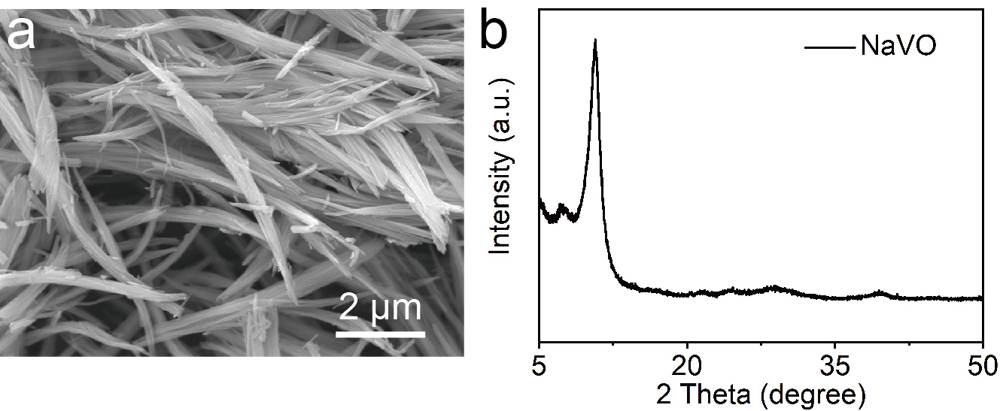 a
2 μm
b
NaVO
Intensity (a.u.)
5 20 35 50
2 Theta (degree)